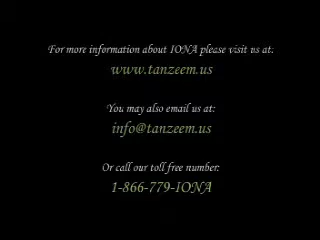 For more information about IONA please visit us at:
www.tanzeem.us
You may also email us at:
info@tanzeem.us
Or call our toll free number:
1-866-779-IONA